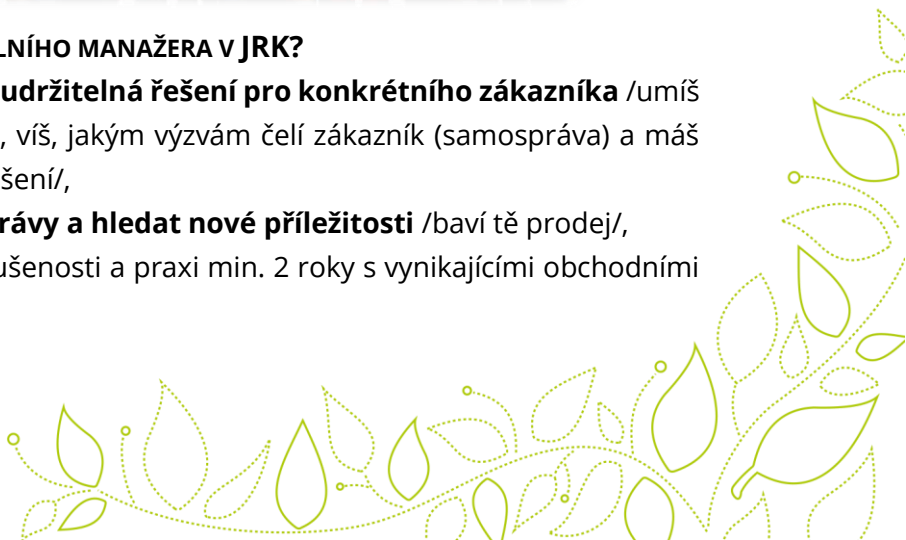 LNÍHO MANAŽERA V JRK?
udržitelná řešení pro konkrétního zákazníka /umíš
, víš, jakým výzvám čelí zákazník (samospráva) a máš
šení/,
rávy a hledat nové příležitosti /baví tě prodej/,
ušenosti a praxi min. 2 roky s vynikajícími obchodními